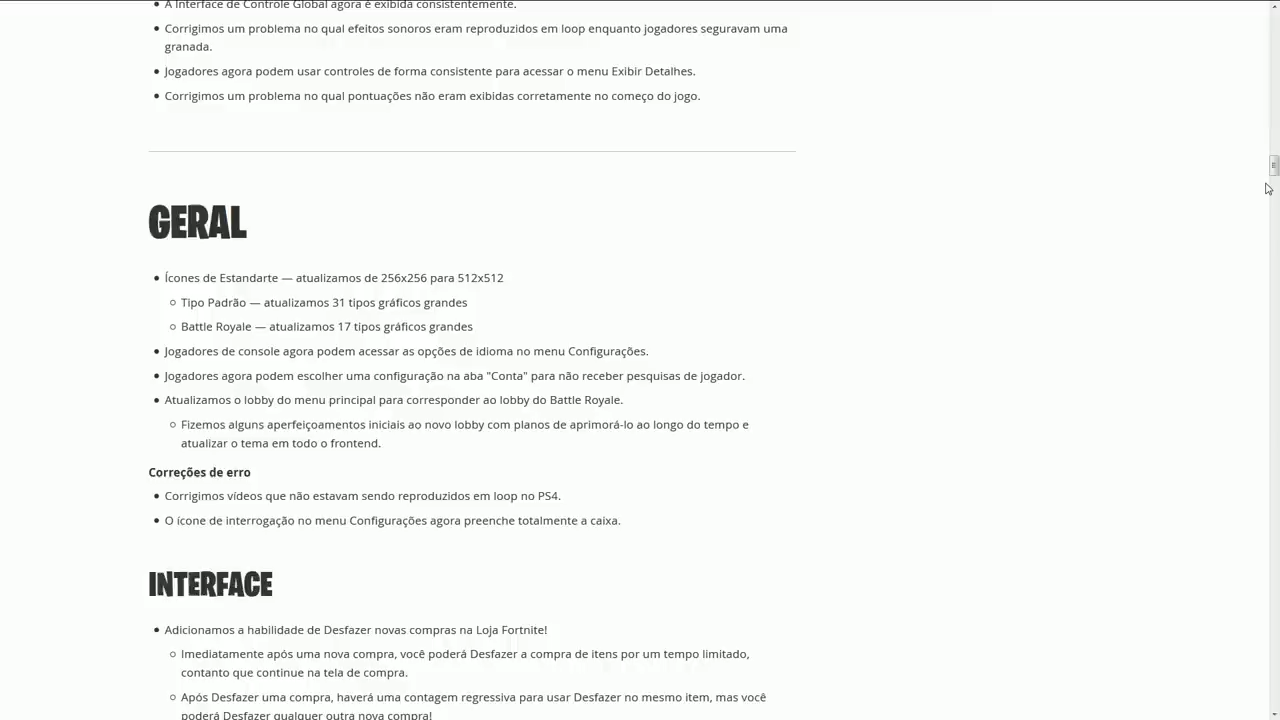 A Interface de Controle Global agora é exibida consistentemente.
Corrigimos um problema no qual efeitos sonoros eram reproduzidos em loop enquanto jogadores seguravam uma
granada.
Jogadores agora podem usar controles de forma consistente para acessar o menu Exibir Detalhes.
Corrigimos um problema no qual pontuações não eram exibidas corretamente no começo do jogo.
GERAL
Ícones de Estandarte — atualizamos de 256x256 para 512x512
Tipo Padrão — atualizamos 31 tipos gráficos grandes
Battle Royale — atualizamos 17 tipos gráficos grandes
Jogadores de console agora podem acessar as opções de idioma no menu Configurações.
Jogadores agora podem escolher uma configuração na aba "Conta" para não receber pesquisas de jogador.
Atualizamos o lobby do menu principal para corresponder ao lobby do Battle Royale.
Fizemos alguns aperfeiçoamentos iniciais ao novo lobby com planos de aprimorá-lo ao longo do tempo e
atualizar o tema em todo o frontend.
Correções de erro
Corrigimos vídeos que não estavam sendo reproduzidos em loop no PS4.
O ícone de interrogação no menu Configurações agora preenche totalmente a caixa.
INTERFACE
Adicionamos a habilidade de Desfazer novas compras na Loja Fortnite!
Imediatamente após uma nova compra, você poderá Desfazer a compra de itens por um tempo limitado,
contanto que continue na tela de compra.
Após Desfazer uma compra, haverá uma contagem regressiva para usar Desfazer no mesmo item, mas você
poderá Desfazer qualquer outra nova compra!